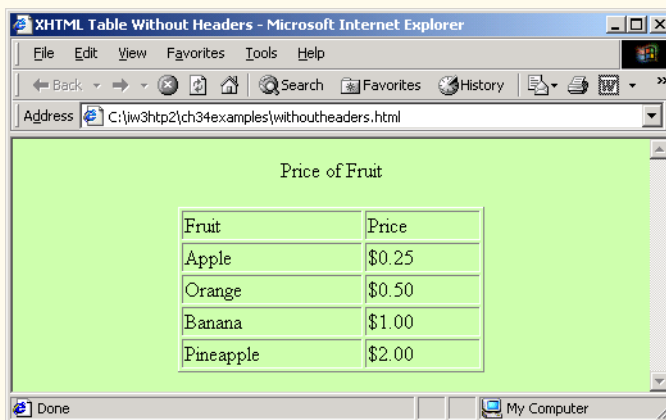 XHTML Table Without Headers - Microsoft Internet Explorer
File Edit View Favorites Tools Help
Back Search Favorites History »
Address C:\iw3htp2\ch34examples\withoutheaders.html
Price of Fruit
Fruit Price
Apple $0.25
Orange $0.50
Banana $1.00
Pineapple $2.00
Done My Computer